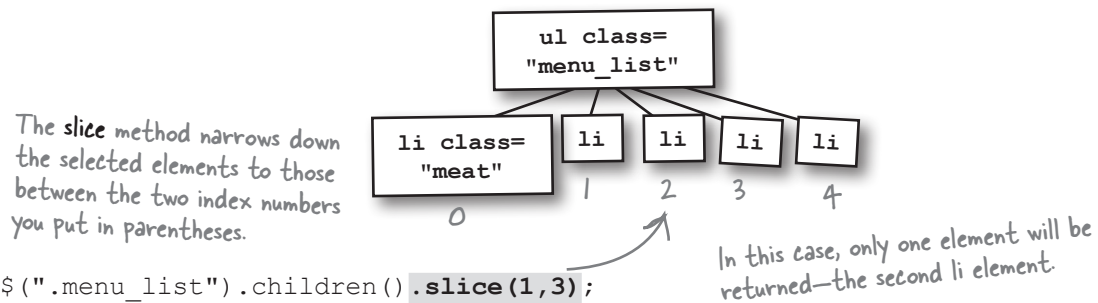 ul class=
"menu_list"
The slice method narrows down
the selected elements to those
between the two index numbers
you put in parentheses.
li class=
"meat"
li
li
li
li
0
1
2
3
4
In this case, only one element will be
returned—the second li element.
$(".menu_list").children().slice(1,3);